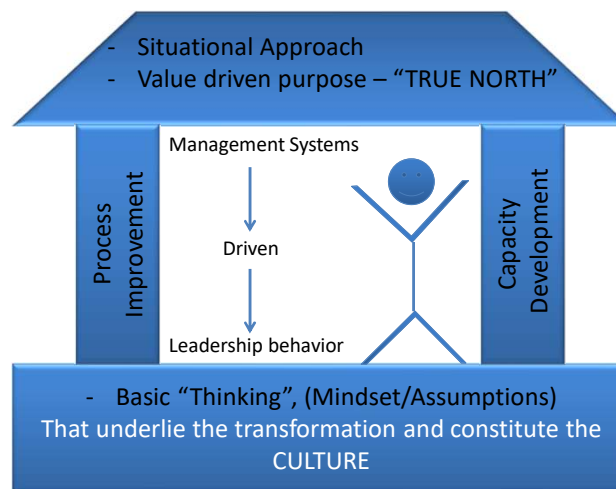 - Situational Approach
- Value driven purpose – “TRUE NORTH”
Process
Improvement
Management Systems
Driven
Leadership behavior
Capacity
Development
- Basic “Thinking”, (Mindset/Assumptions)
That underlie the transformation and constitute the
CULTURE